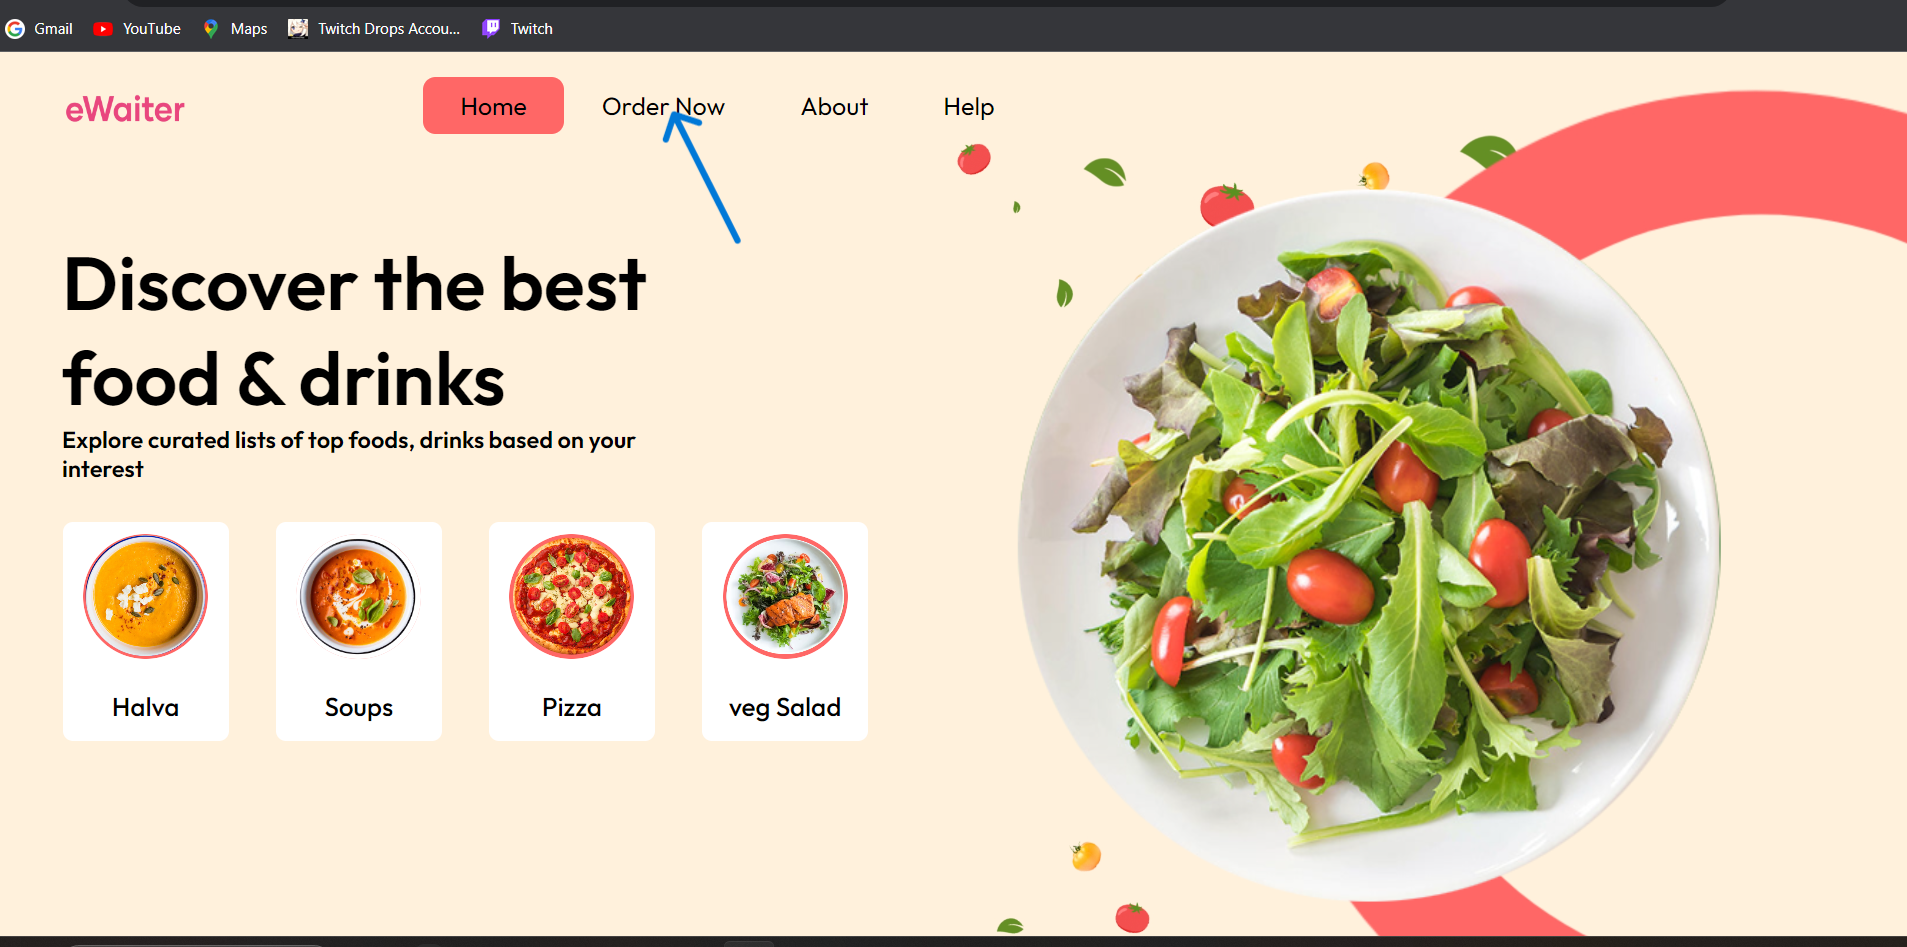 Gmail YouTube Maps Twitch Drops Accou... Twitch
eWaiter Home Order Now About Help
Discover the best
food & drinks
Explore curated lists of top foods, drinks based on your
interest
Halva Soups Pizza veg Salad